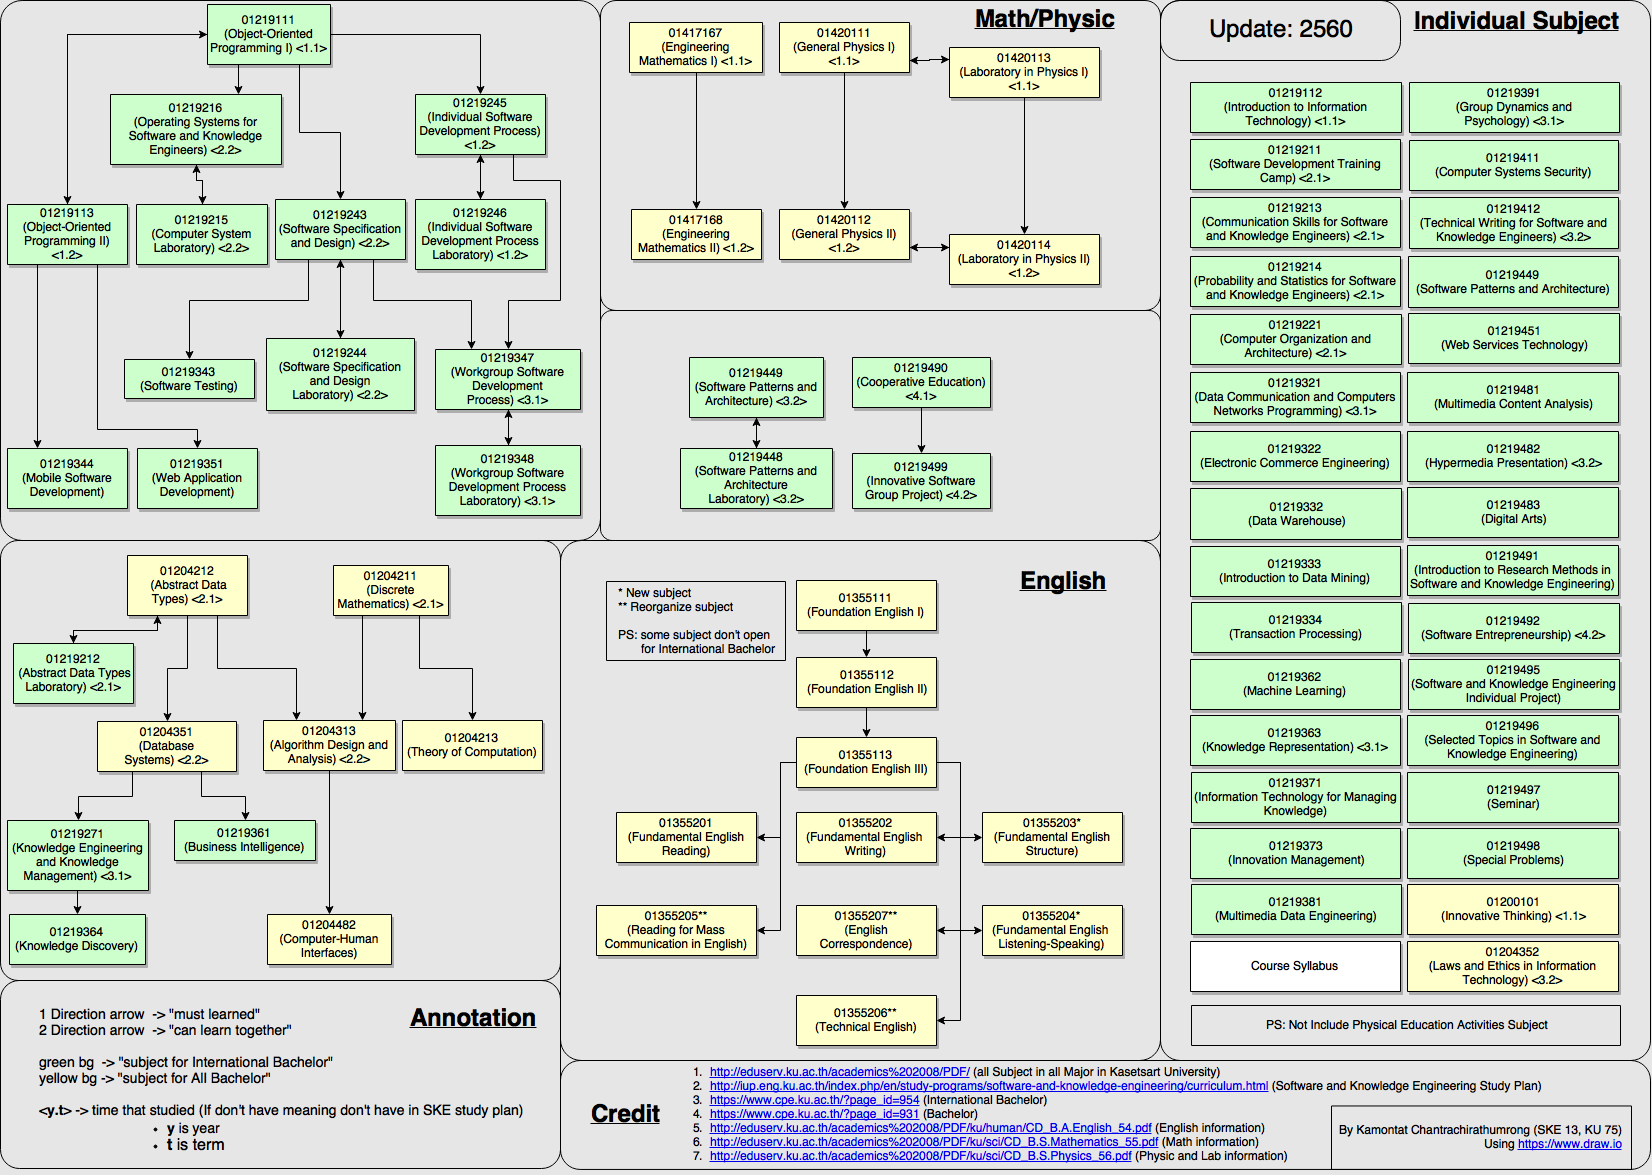 01219111
(Object-Oriented
Programming I) <1.1>
01219216
(Operating Systems for
Software and Knowledge
Engineers) <2.2>
01219245
(Individual Software
Development Process)
<1.2>
01219113
(Object-Oriented
Programming II)
<1.2>
01219215
(Computer System
Laboratory) <2.2>
01219243
(Software Specification
and Design) <2.2>
01219246
(Individual Software
Development Process
Laboratory) <1.2>
01219343
(Software Testing)
01219244
(Software Specification
and Design
Laboratory) <2.2>
01219347
(Workgroup Software
Development
Process) <3.1>
01219344
(Mobile Software
Development)
01219351
(Web Application
Development)
01219348
(Workgroup Software
Development Process
Laboratory) <3.1>
Math/Physic
01417167
(Engineering
Mathematics I) <1.1>
01420111
(General Physics I)
<1.1>
01420113
(Laboratory in Physics I)
<1.1>
01417168
(Engineering
Mathematics II) <1.2>
01420112
(General Physics II)
<1.2>
01420114
(Laboratory in Physics II)
<1.2>
01219449
(Software Patterns and
Architecture) <3.2>
01219490
(Cooperative Education)
<4.1>
01219448
(Software Patterns and
Architecture
Laboratory) <3.2>
01219499
(Innovative Software
Group Project) <4.2>
Update: 2560
Individual Subject
01219112
(Introduction to Information
Technology) <1.1>
01219391
(Group Dynamics and
Psychology) <3.1>
01219211
(Software Development Training
Camp) <2.1>
01219411
(Computer Systems Security)
01219213
(Communication Skills for Software
and Knowledge Engineers) <2.1>
01219412
(Technical Writing for Software and
Knowledge Engineers) <3.2>
01219214
(Probability and Statistics for Software
and Knowledge Engineers) <2.1>
01219449
(Software Patterns and Architecture)
01219221
(Computer Organization and
Architecture) <2.1>
01219451
(Web Services Technology)
01219321
(Data Communication and Computers
Networks Programming) <3.1>
01219481
(Multimedia Content Analysis)
01219322
(Electronic Commerce Engineering)
01219482
(Hypermedia Presentation) <3.2>
01219332
(Data Warehouse)
01219483
(Digital Arts)
01219333
(Introduction to Data Mining)
01219491
(Introduction to Research Methods in
Software and Knowledge Engineering)
01219334
(Transaction Processing)
01219492
(Software Entrepreneurship) <4.2>
01219362
(Machine Learning)
01219495
(Software and Knowledge Engineering
Individual Project)
01219363
(Knowledge Representation) <3.1>
01219496
(Selected Topics in Software and
Knowledge Engineering)
01219371
(Information Technology for Managing
Knowledge)
01219497
(Seminar)
01219373
(Innovation Management)
01219498
(Special Problems)
01219381
(Multimedia Data Engineering)
01200101
(Innovative Thinking) <1.1>
Course Syllabus
01204352
(Laws and Ethics in Information
Technology) <3.2>
PS: Not Include Physical Education Activities Subject
01204212
(Abstract Data
Types) <2.1>
01204211
(Discrete
Mathematics) <2.1>
01219212
(Abstract Data Types
Laboratory) <2.1>
01204351
(Database
Systems) <2.2>
01204313
(Algorithm Design and
Analysis) <2.2>
01204213
(Theory of Computation)
01219271
(Knowledge Engineering
and Knowledge
Management) <3.1>
01219361
(Business Intelligence)
01219364
(Knowledge Discovery)
01204482
(Computer-Human
Interfaces)
English
* New subject
** Reorganize subject
PS: some subject don't open
for International Bachelor
01355111
(Foundation English I)
01355112
(Foundation English II)
01355113
(Foundation English III)
01355201
(Fundamental English
Reading)
01355202
(Fundamental English
Writing)
01355203*
(Fundamental English
Structure)
01355205**
(Reading for Mass
Communication in English)
01355207**
(English
Correspondence)
01355204*
(Fundamental English
Listening-Speaking)
01355206**
(Technical English)
Annotation
1 Direction arrow -> "must learned"
2 Direction arrow -> "can learn together"
green bg -> "subject for International Bachelor"
yellow bg -> "subject for All Bachelor"
<y.t> -> time that studied (If don't have meaning don't have in SKE study plan)
• y is year
• t is term
Credit
1. http://eduserv.ku.ac.th/academics%202008/PDF/ (all Subject in all Major in Kasetsart University)
2. http://iup.eng.ku.ac.th/index.php/en/study-programs/software-and-knowledge-engineering/curriculum.html (Software and Knowledge Engineering Study Plan)
3. https://www.cpe.ku.ac.th/?page_id=954 (International Bachelor)
4. https://www.cpe.ku.ac.th/?page_id=931 (Bachelor)
5. http://eduserv.ku.ac.th/academics%202008/PDF/ku/human/CD_B.A.English_54.pdf (English information)
6. http://eduserv.ku.ac.th/academics%202008/PDF/ku/sci/CD_B.S.Mathematics_55.pdf (Math information)
7. http://eduserv.ku.ac.th/academics%202008/PDF/ku/sci/CD_B.S.Physics_56.pdf (Physic and Lab information)
By Kamontat Chantrachirathumrong (SKE 13, KU 75)
Using https://www.draw.io